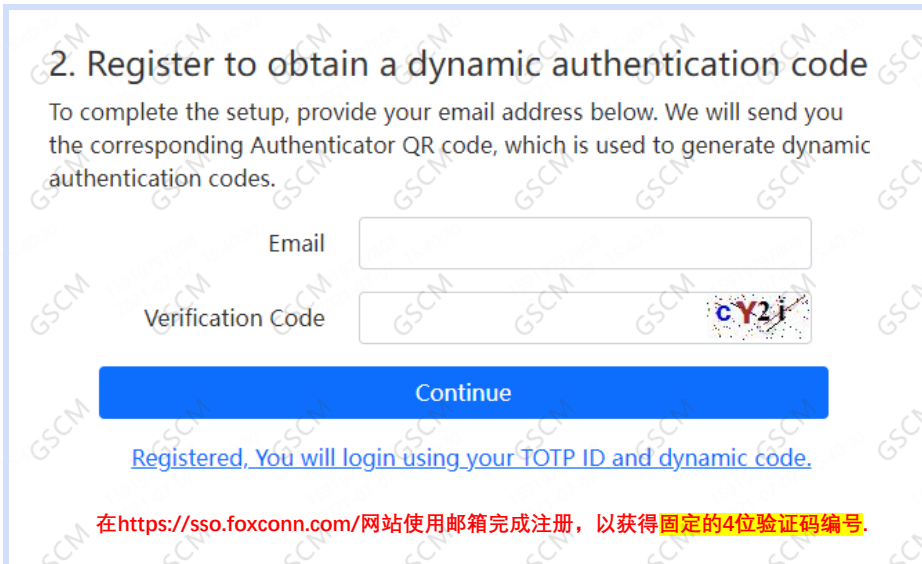 2. Register to obtain a dynamic authentication code
To complete the setup, provide your email address below. We will send you
the corresponding Authenticator QR code, which is used to generate dynamic
authentication codes.
Email
Verification Code
cY2i
Continue
Registered, You will login using your TOTP ID and dynamic code.
在https://sso.foxconn.com/网站使用邮箱完成注册，以获得固定的4位验证码编号.
GSCM